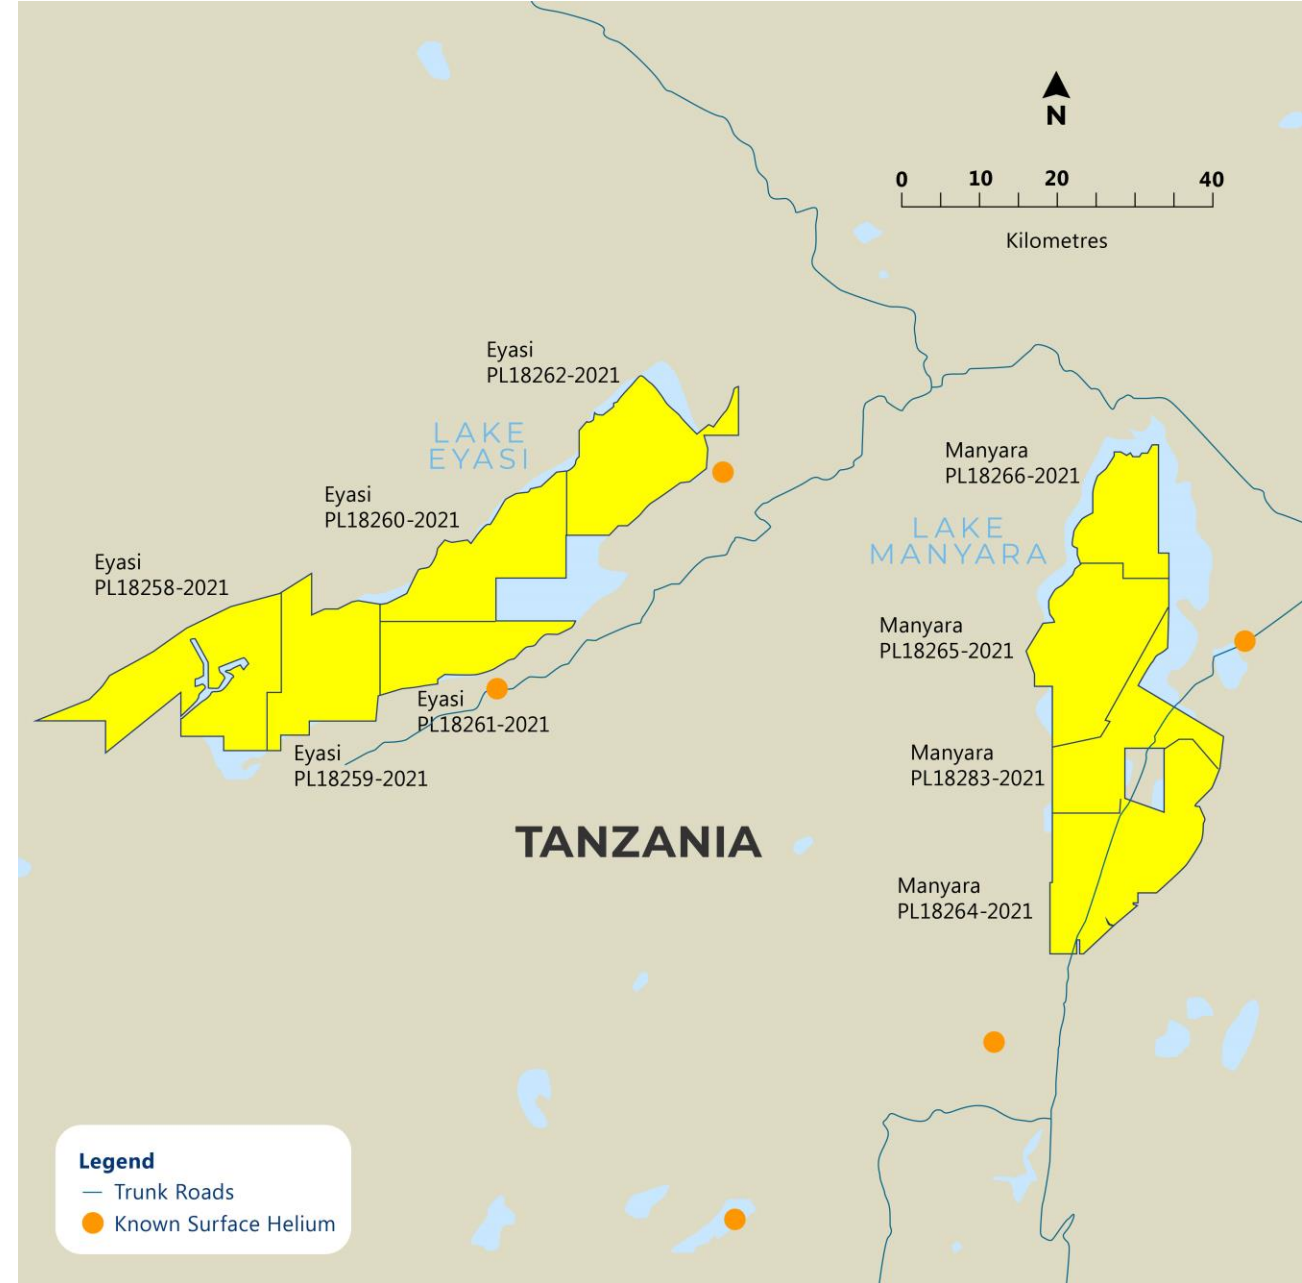 N
0 10 20 40
Kilometres
Eyasi
PL18262-2021
LAKE
EYASI
Manyara
PL18266-2021
Eyasi
PL18260-2021
LAKE
MANYARA
Eyasi
PL18258-2021
Manyara
PL18265-2021
Eyasi
PL18261-2021
Eyasi
PL18259-2021
Manyara
PL18283-2021
TANZANIA
Manyara
PL18264-2021
Legend
Trunk Roads
Known Surface Helium